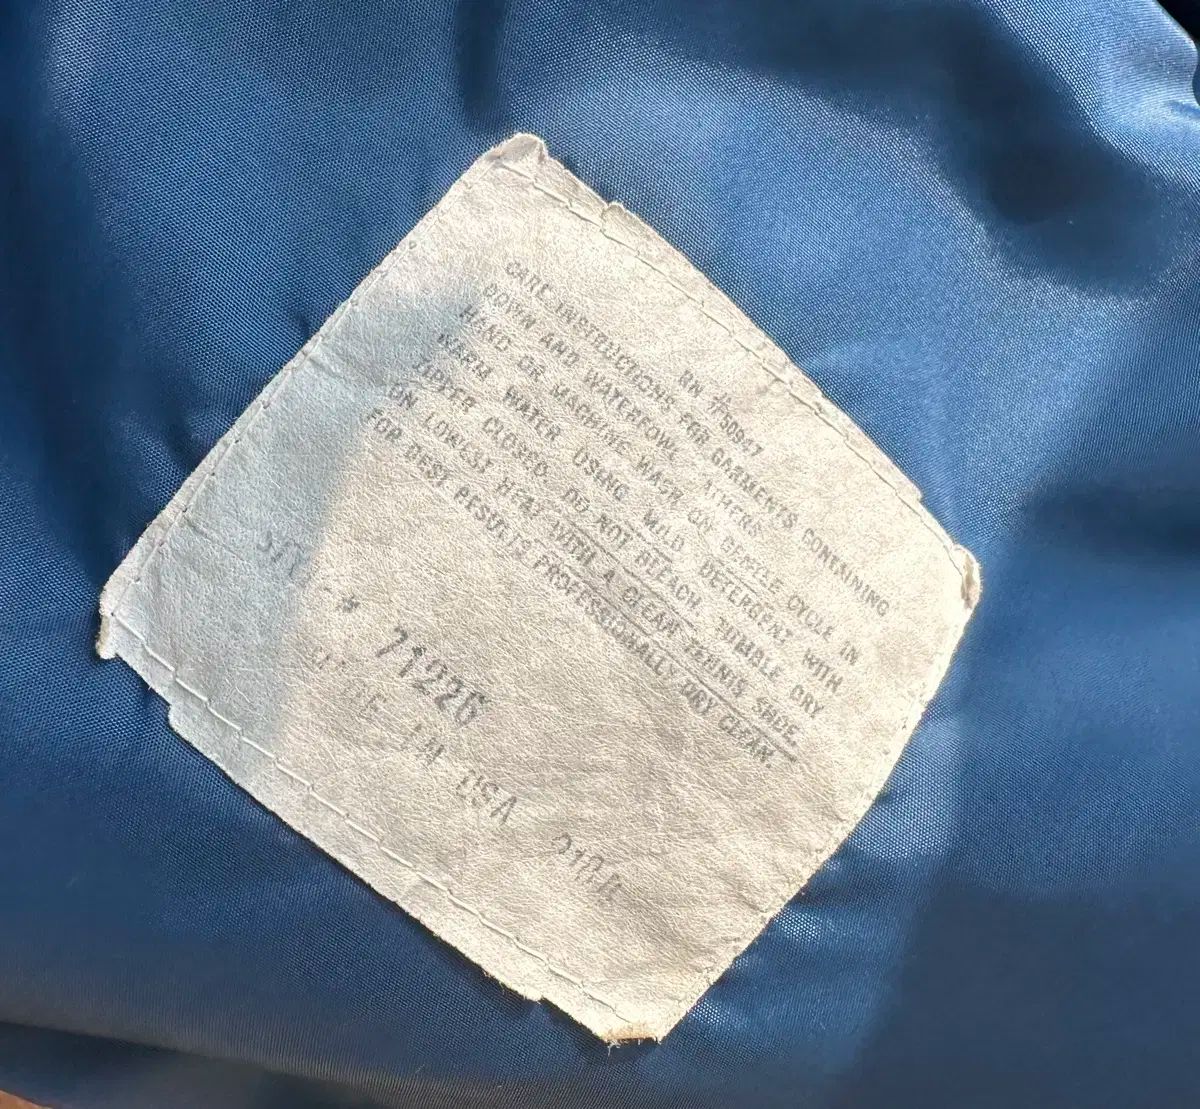 RN #50947
CARE INSTRUCTIONS FOR GARMENTS CONTAINING
DOWN AND WATERFOWL
HAND OR MACHINE WASH ON GENTLE CYCLE IN
WARM WATER USING MILD DETERGENT WITH
ZIPPER CLOSED. DO NOT BLEACH. TUMBLE DRY
ON LOWEST HEAT WITH A CLEAN TENNIS SHOE.
FOR BEST RESULTS PROFESSIONALLY DRY CLEAN.
# 71226
IN USA